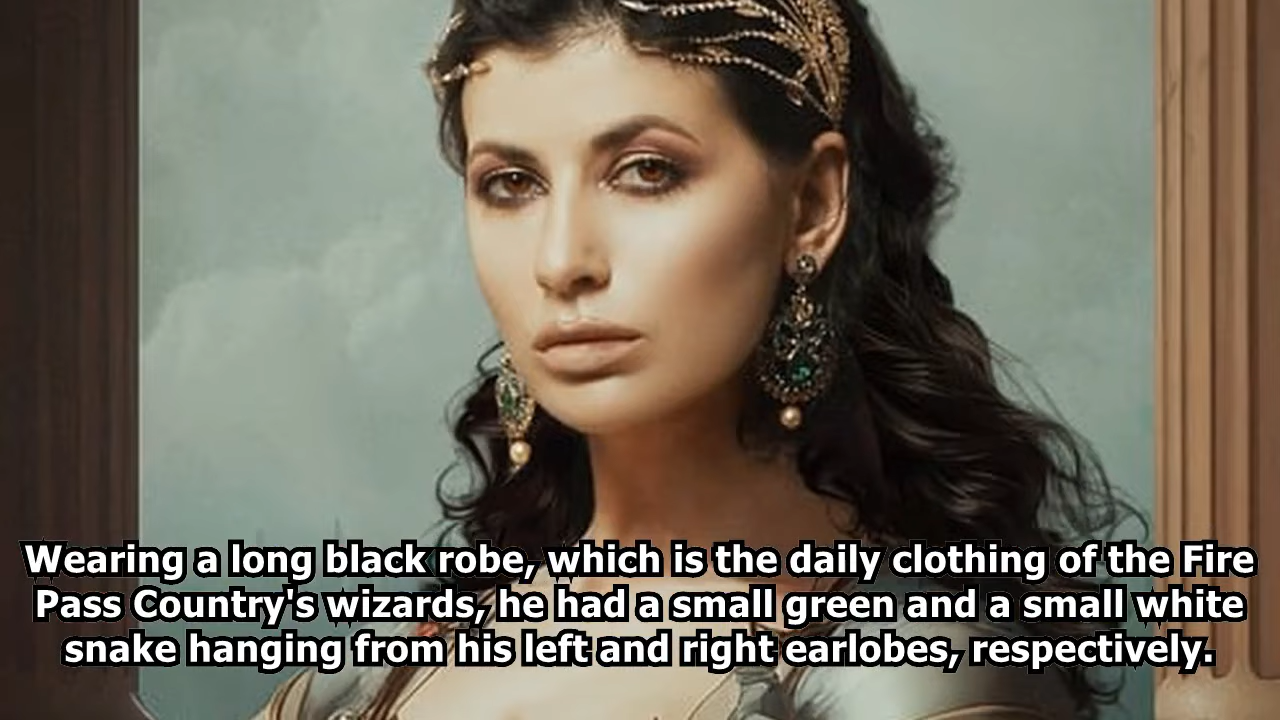 Wearing a long black robe, which is the daily clothing of the Fire
Pass Country's wizards, he had a small green and a small white
snake hanging from his left and right earlobes, respectively.